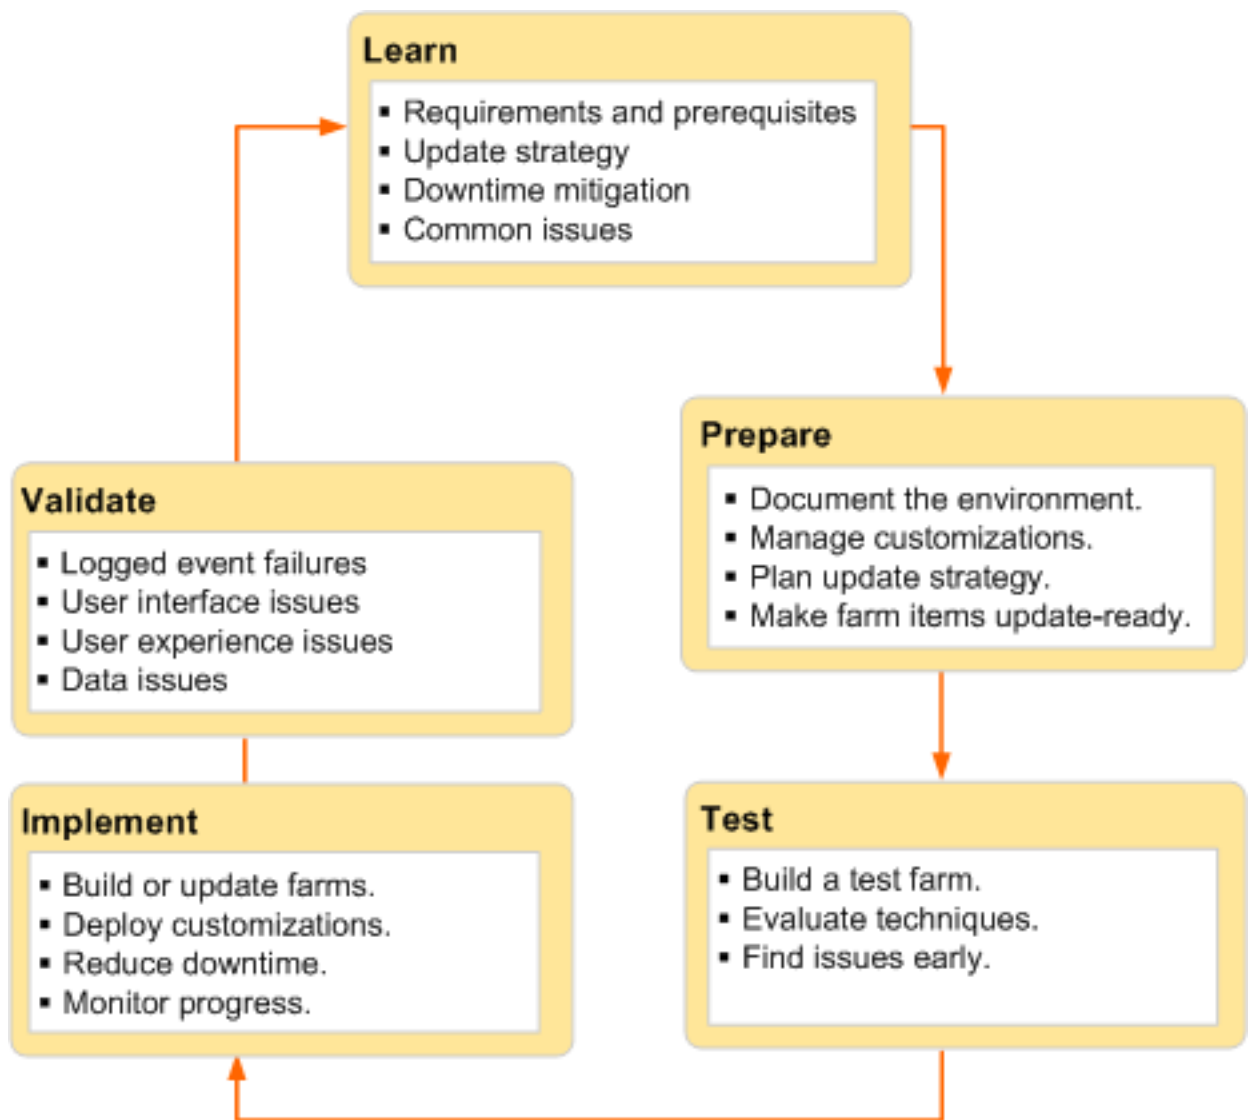 Learn
▪ Requirements and prerequisites
▪ Update strategy
▪ Downtime mitigation
▪ Common issues
Prepare
▪ Document the environment.
▪ Manage customizations.
▪ Plan update strategy.
▪ Make farm items update-ready.
Test
▪ Build a test farm.
▪ Evaluate techniques.
▪ Find issues early.
Implement
▪ Build or update farms.
▪ Deploy customizations.
▪ Reduce downtime.
▪ Monitor progress.
Validate
▪ Logged event failures
▪ User interface issues
▪ User experience issues
▪ Data issues